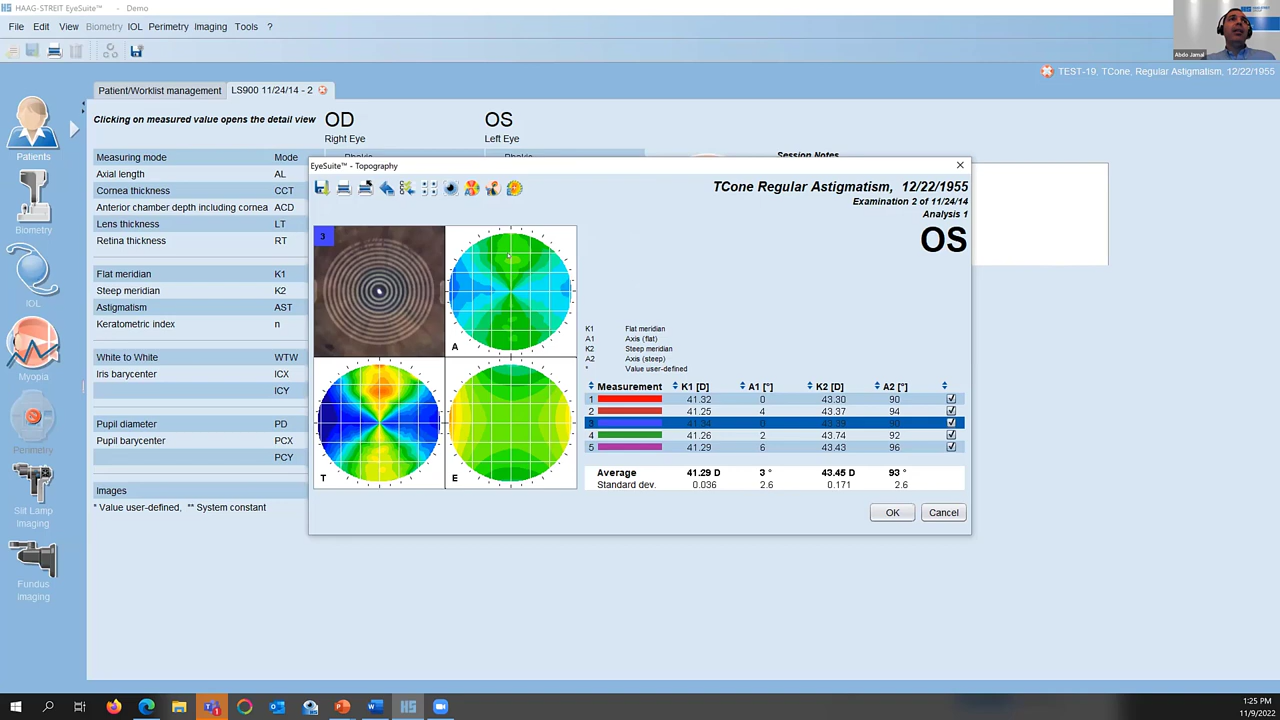 HAAG-STREIT EyeSuite™ - Demo
File Edit View Biometry IOL Perimetry Imaging Tools ?
Abdo Jamal
TEST-19, TCone, Regular Astigmatism, 12/22/1955
Patient/Worklist management LS900 11/24/14 - 2
Clicking on measured value opens the detail view OD OS
Right Eye Left Eye
Session Notes
Measuring mode Mode
Axial length AL
Cornea thickness CCT
Anterior chamber depth including cornea ACD
Lens thickness LT
Retina thickness RT
Flat meridian K1
Steep meridian K2
Astigmatism AST
Keratometric index n
White to White WTW
Iris barycenter ICX
ICY
Pupil diameter PD
Pupil barycenter PCX
PCY
Images
* Value user-defined, ** System constant
Patients
Biometry
IOL
Myopia
Perimetry
Slit Lamp
Imaging
Fundus
imaging
EyeSuite™ - Topography
TCone Regular Astigmatism, 12/22/1955
Examination 2 of 11/24/14
Analysis 1
OS
3
A
T
E
K1 Flat meridian
A1 Axis (flat)
K2 Steep meridian
A2 Axis (steep)
* Value user-defined
Measurement K1 [D] A1 [°] K2 [D] A2 [°]
1 41.32 0 43.30 90
2 41.25 4 43.37 94
3 41.34 0 43.39 90
4 41.26 2 43.74 92
5 41.29 6 43.43 96
Average 41.29 D 3 ° 43.45 D 93 °
Standard dev. 0.036 2.6 0.171 2.6
OK Cancel
1:25 PM
11/9/2022